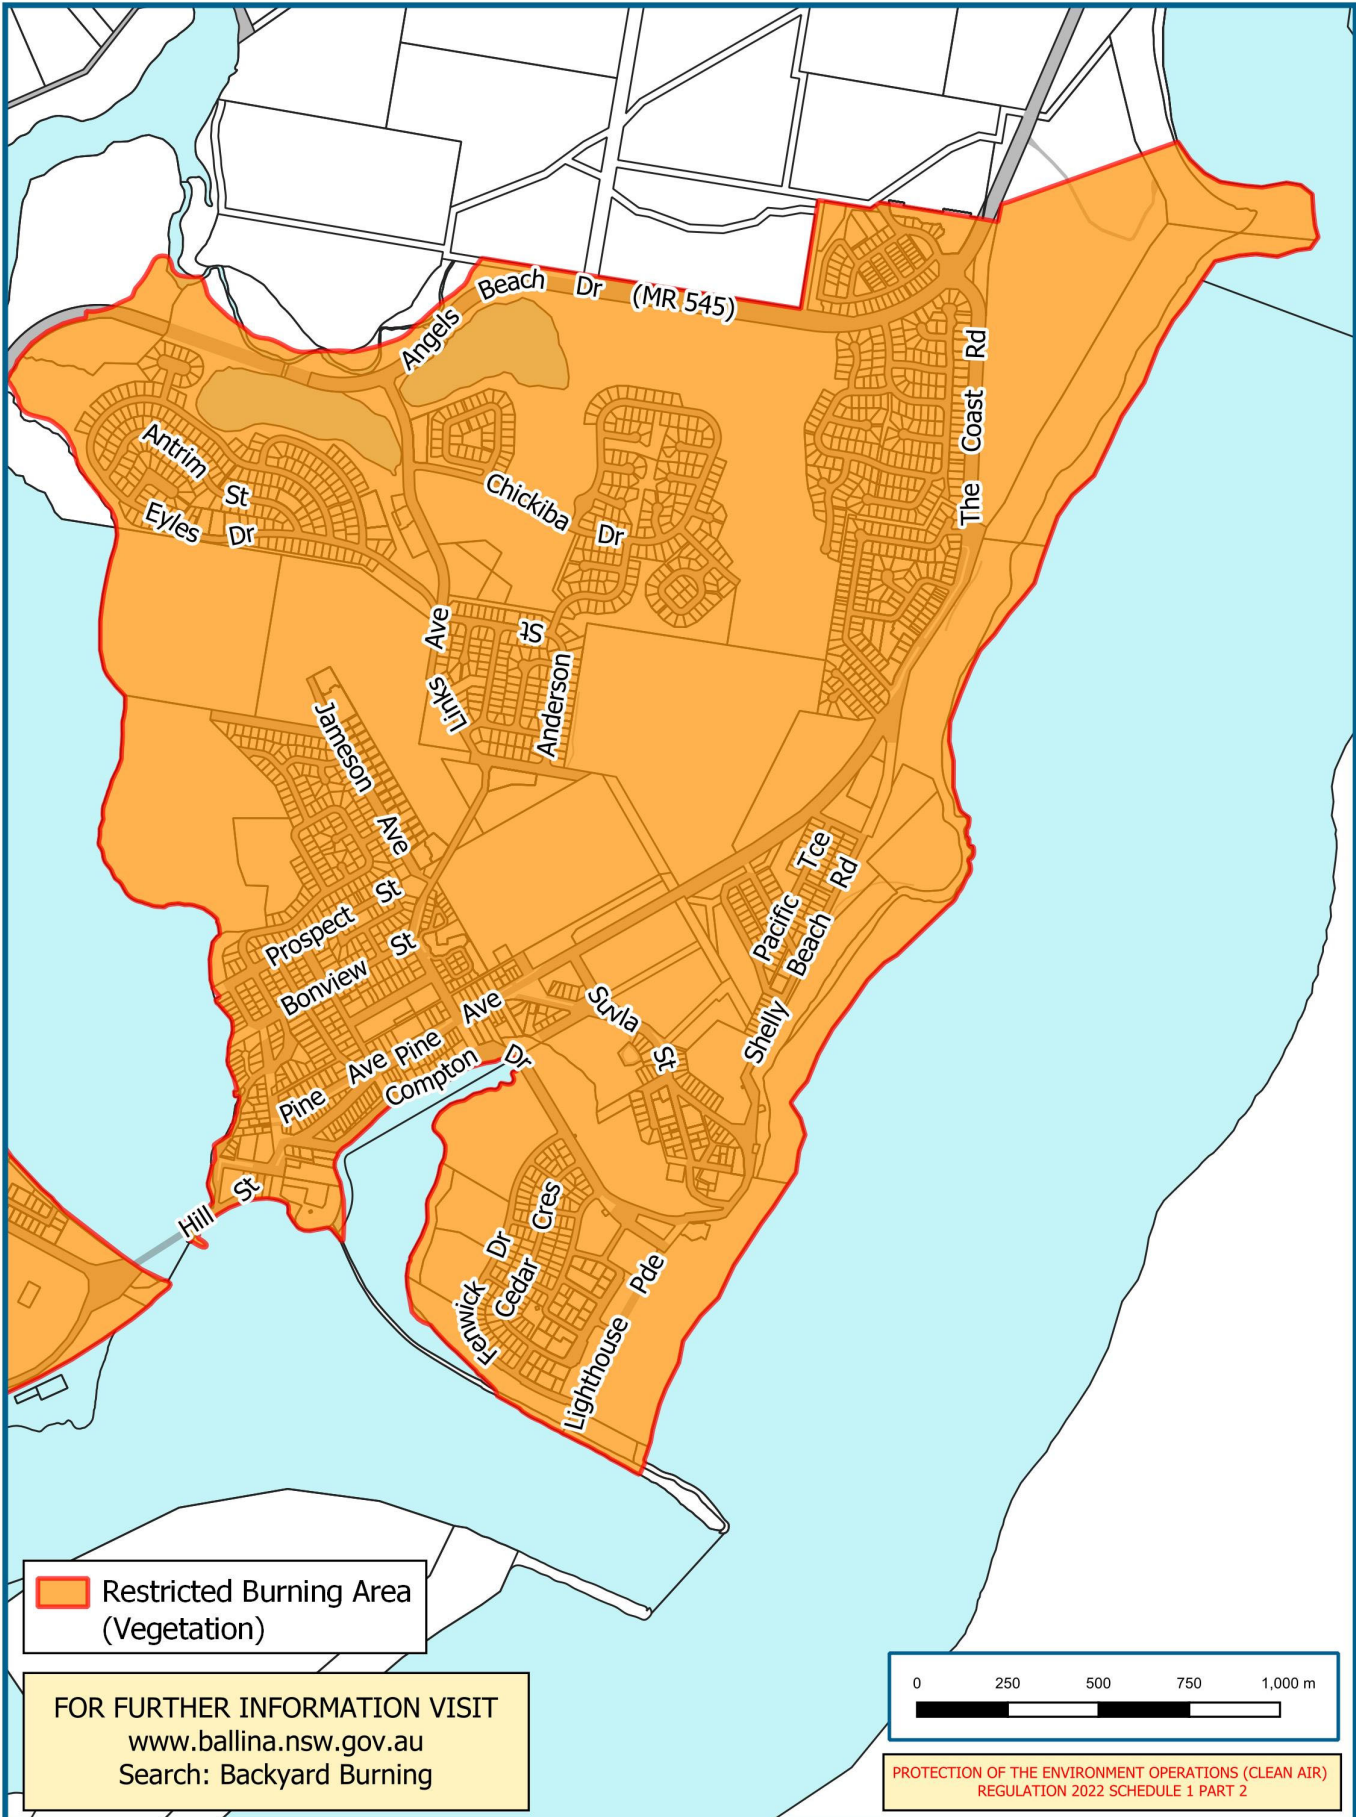 Beach Dr (MR 545)
Angels
The Coast Rd
Antrim
St
Eyles Dr
Chickiba
Dr
Links Ave
St
Anderson
Jameson
Ave
Prospect St
Bonview St
Pacific Tce
Shelly Beach Rd
Pine Ave Pine Ave
Compton Dr
Suvla
St
Hill St
Fenwick Dr
Cedar Cres
Lighthouse Pde
Restricted Burning Area
(Vegetation)
FOR FURTHER INFORMATION VISIT
www.ballina.nsw.gov.au
Search: Backyard Burning
0 250 500 750 1,000 m
PROTECTION OF THE ENVIRONMENT OPERATIONS (CLEAN AIR)
REGULATION 2022 SCHEDULE 1 PART 2